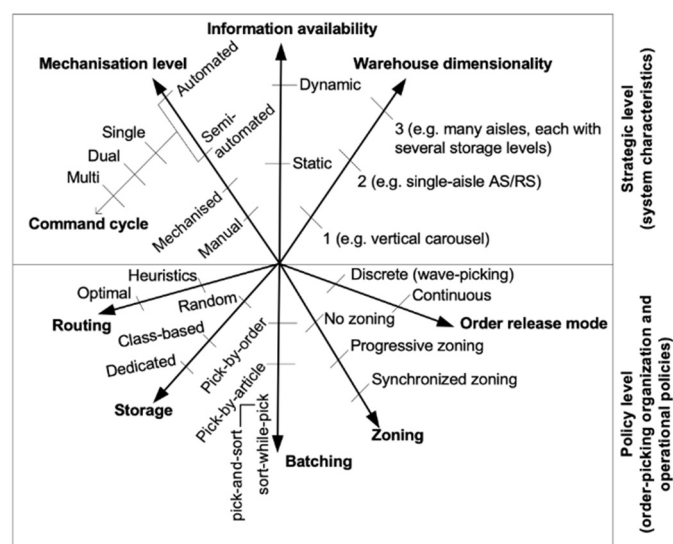 Information availability
Mechanisation level
Warehouse dimensionality
Automated
Dynamic
Semi-
automated
3 (e.g. many aisles, each with
several storage levels)
Single
Dual
Multi
Static
2 (e.g. single-aisle AS/RS)
Command cycle
Mechanised
Manual
1 (e.g. vertical carousel)
Strategic level
(system characteristics)
Heuristics
Optimal
Routing
Random
Class-based
Dedicated
Storage
Pick-by-order
Pick-by-article
pick-and-sort
sort-while-pick
Batching
Discrete (wave-picking)
Continuous
Order release mode
No zoning
Progressive zoning
Synchronized zoning
Zoning
Policy level
(order-picking organization and
operational policies)